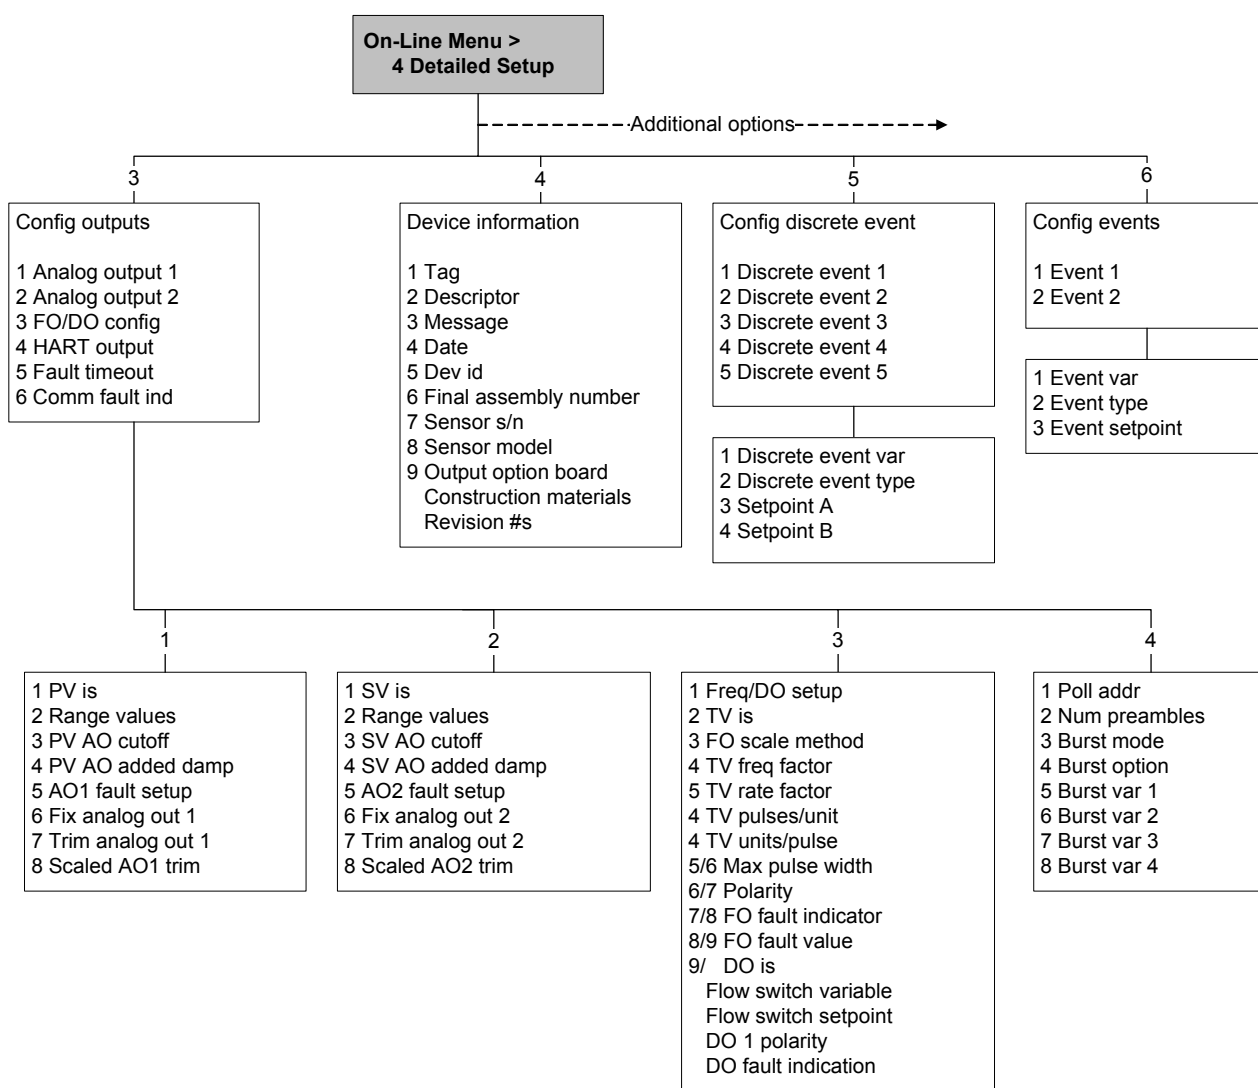 On-Line Menu >
4 Detailed Setup
Additional options
3
4
5
6
Config outputs
1 Analog output 1
2 Analog output 2
3 FO/DO config
4 HART output
5 Fault timeout
6 Comm fault ind
Device information
1 Tag
2 Descriptor
3 Message
4 Date
5 Dev id
6 Final assembly number
7 Sensor s/n
8 Sensor model
9 Output option board
Construction materials
Revision #s
Config discrete event
1 Discrete event 1
2 Discrete event 2
3 Discrete event 3
4 Discrete event 4
5 Discrete event 5
1 Discrete event var
2 Discrete event type
3 Setpoint A
4 Setpoint B
Config events
1 Event 1
2 Event 2
1 Event var
2 Event type
3 Event setpoint
1
2
3
4
1 PV is
2 Range values
3 PV AO cutoff
4 PV AO added damp
5 AO1 fault setup
6 Fix analog out 1
7 Trim analog out 1
8 Scaled AO1 trim
1 SV is
2 Range values
3 SV AO cutoff
4 SV AO added damp
5 AO2 fault setup
6 Fix analog out 2
7 Trim analog out 2
8 Scaled AO2 trim
1 Freq/DO setup
2 TV is
3 FO scale method
4 TV freq factor
5 TV rate factor
4 TV pulses/unit
4 TV units/pulse
5/6 Max pulse width
6/7 Polarity
7/8 FO fault indicator
8/9 FO fault value
9/ DO is
Flow switch variable
Flow switch setpoint
DO 1 polarity
DO fault indication
1 Poll addr
2 Num preambles
3 Burst mode
4 Burst option
5 Burst var 1
6 Burst var 2
7 Burst var 3
8 Burst var 4